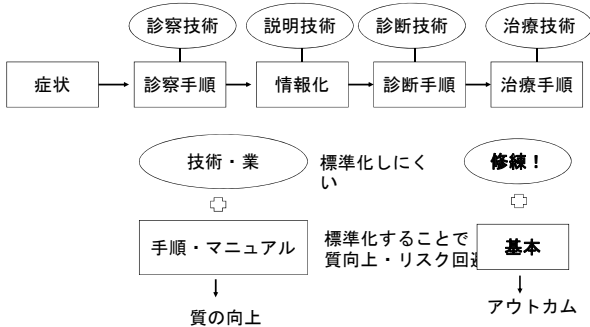 診察技術
説明技術
診断技術
治療技術
症状
診察手順
情報化
診断手順
治療手順
技術・業
標準化しにく
い
修練！
手順・マニュアル
標準化することで
質向上・リスク回避
基本
質の向上
アウトカム